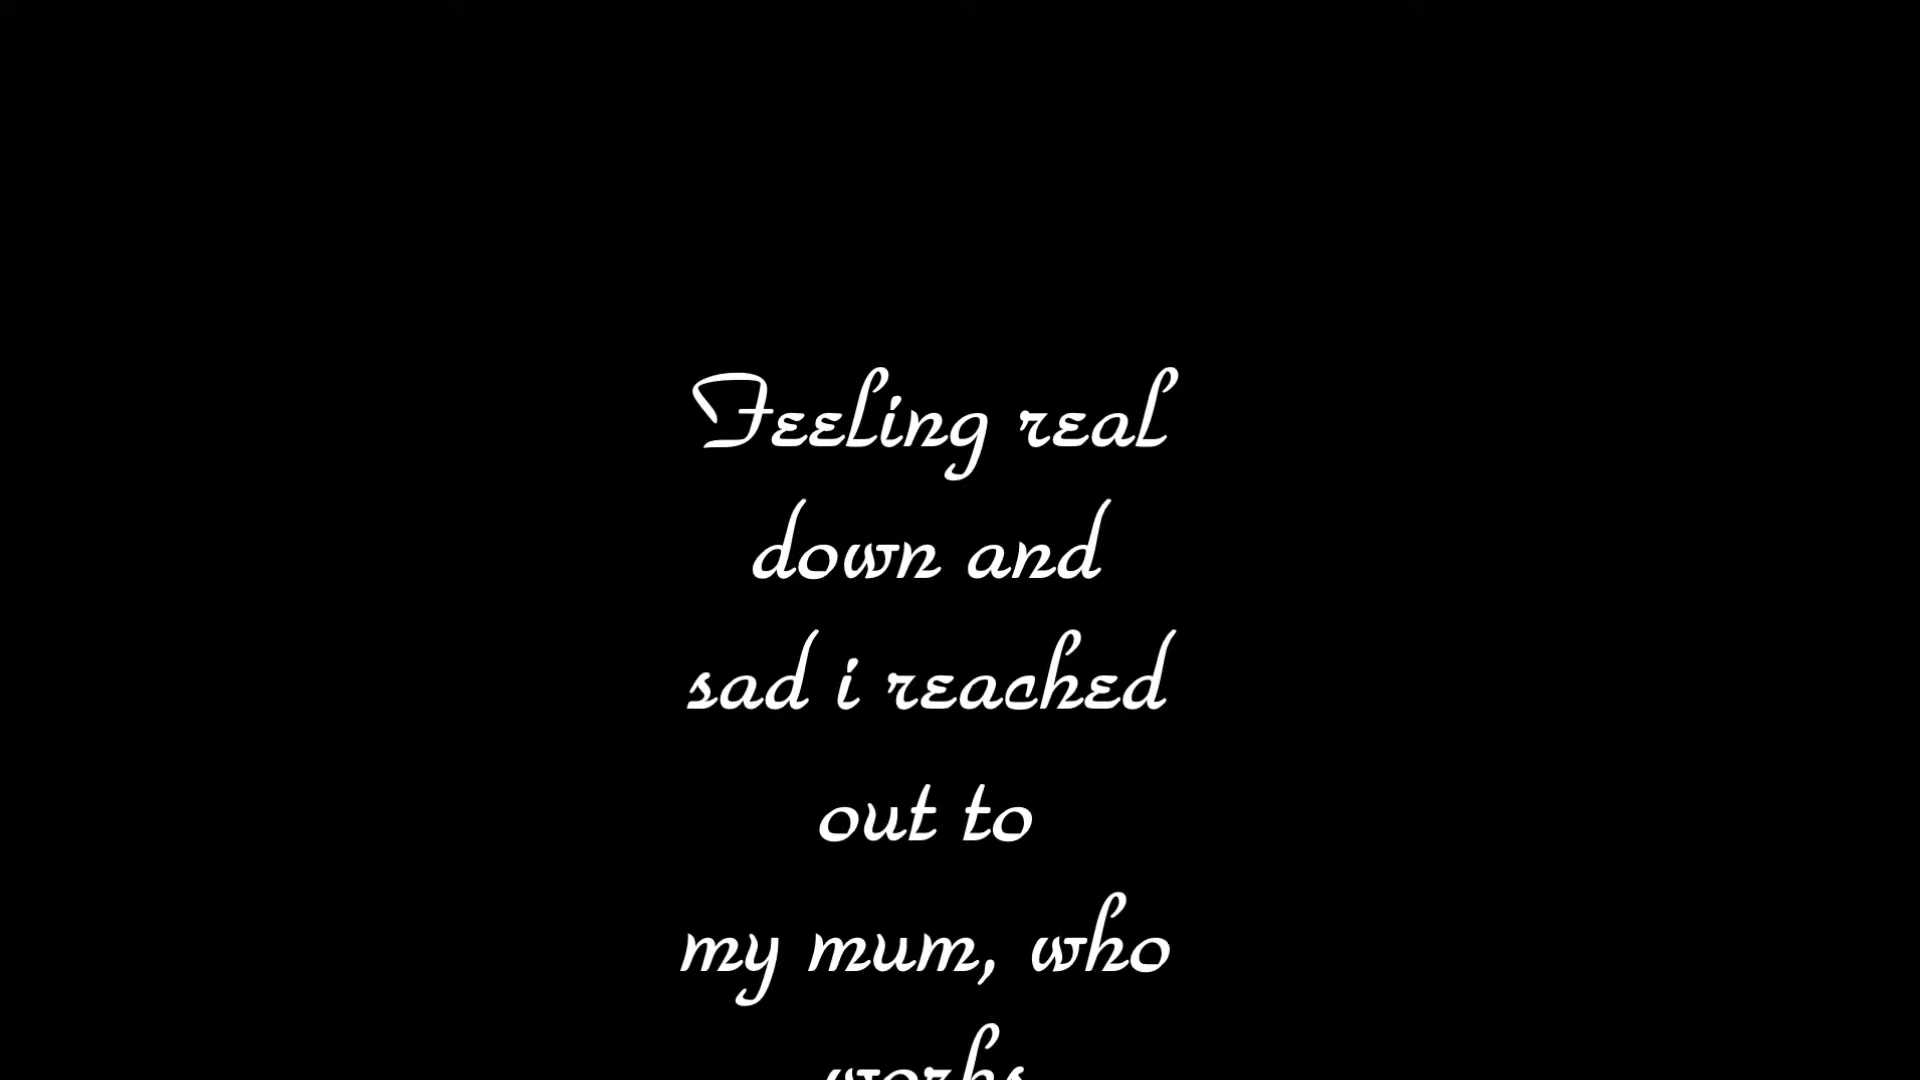 Feeling real
down and
sad i reached
out to
my mum, who
works